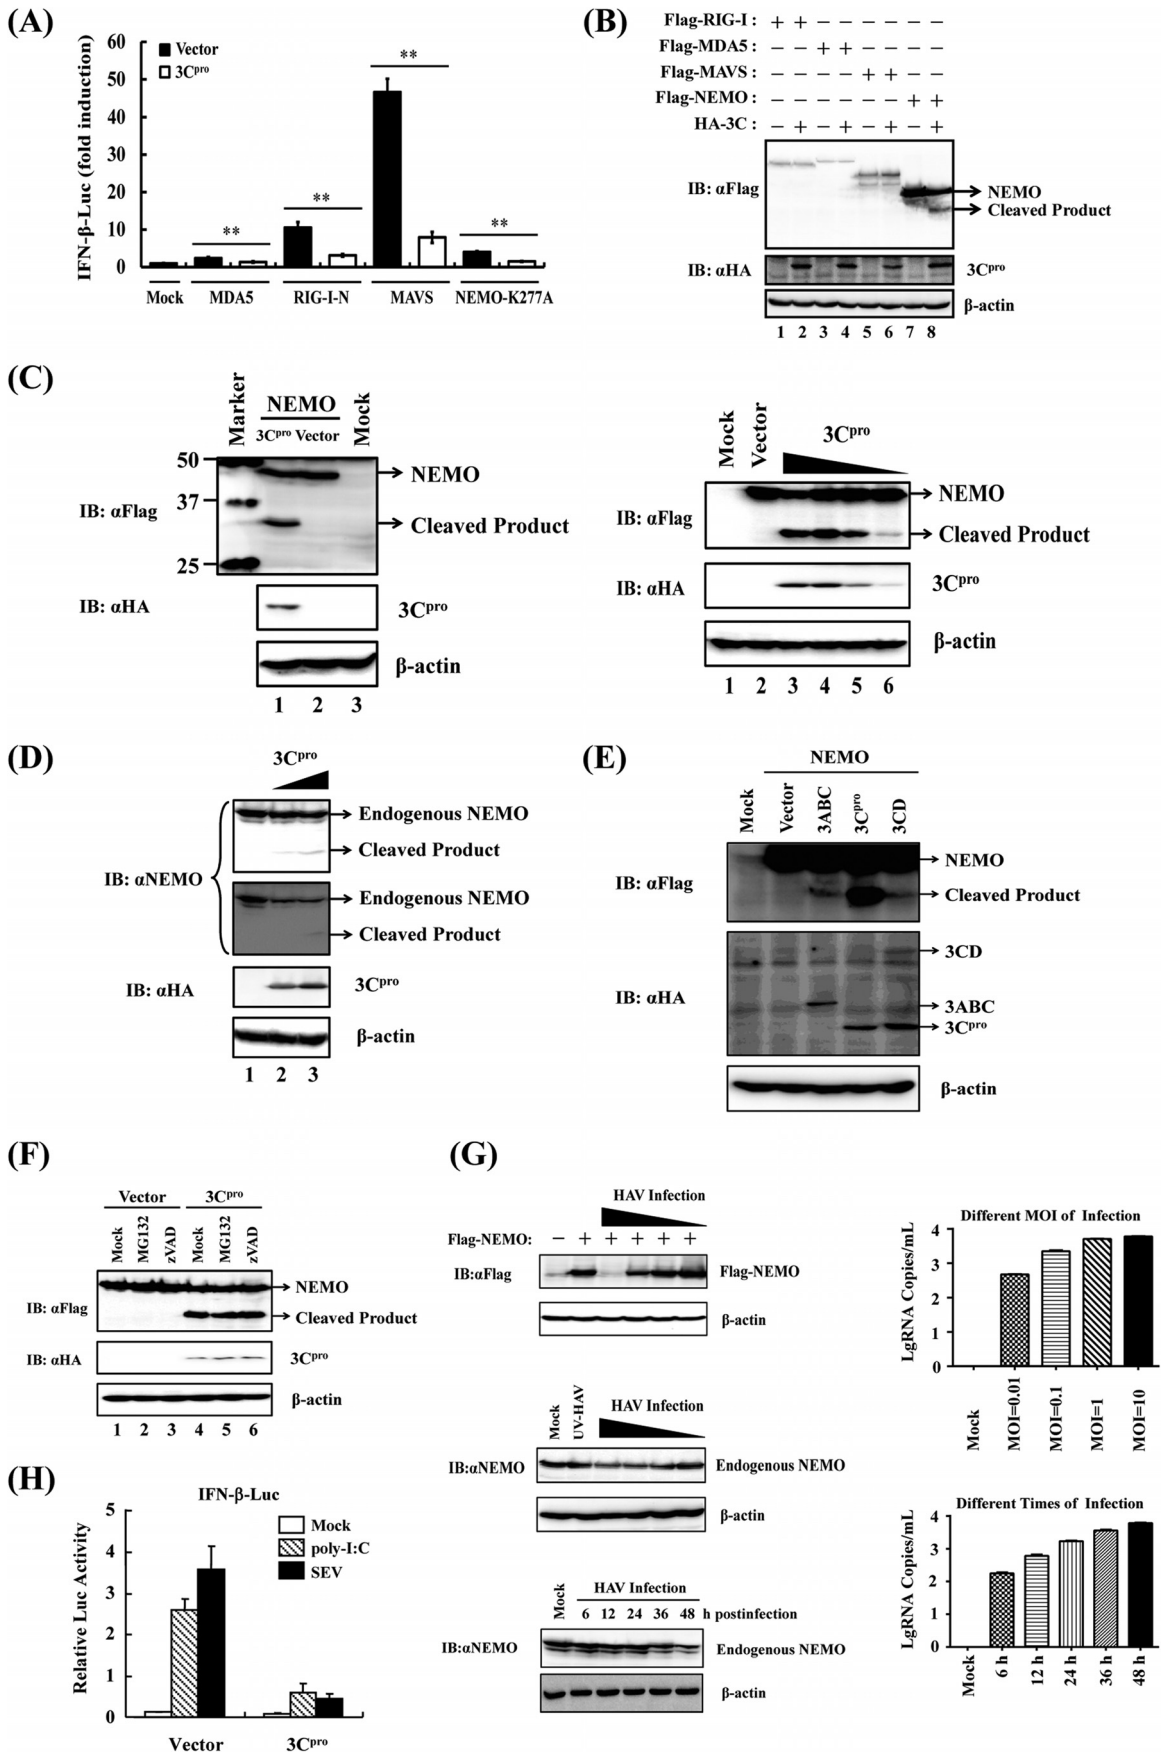 (A)
IFN-β-Luc (fold induction)
60
50
40
30
20
10
0
Vector
3Cpro
**
**
**
**
Mock MDA5 RIG-I-N MAVS NEMO-K277A
(B)
Flag-RIG-I : + + – – – – – –
Flag-MDA5 : – – + + – – – –
Flag-MAVS : – – – – + + – –
Flag-NEMO : – – – – – – + +
HA-3C : – + – + – + – +
IB: αFlag
NEMO
Cleaved Product
IB: αHA 3Cpro
β-actin
1 2 3 4 5 6 7 8
(C)
Marker
NEMO
3Cpro Vector
Mock
50
37
25
IB: αFlag
NEMO
Cleaved Product
IB: αHA 3Cpro
β-actin
1 2 3
Mock
Vector
3Cpro
IB: αFlag
NEMO
Cleaved Product
IB: αHA 3Cpro
β-actin
1 2 3 4 5 6
(D)
3Cpro
IB: αNEMO
Endogenous NEMO
Cleaved Product
Endogenous NEMO
Cleaved Product
IB: αHA 3Cpro
β-actin
1 2 3
(E)
NEMO
Mock
Vector
3ABC
3Cpro
3CD
IB: αFlag
NEMO
Cleaved Product
IB: αHA
3CD
3ABC
3Cpro
β-actin
(F)
Vector 3Cpro
Mock
MG132
zVAD
Mock
MG132
zVAD
IB: αFlag
NEMO
Cleaved Product
IB: αHA 3Cpro
β-actin
1 2 3 4 5 6
(G)
HAV Infection
Flag-NEMO: – + + + + +
IB:αFlag Flag-NEMO
β-actin
Mock
UV-HAV
HAV Infection
IB:αNEMO Endogenous NEMO
β-actin
Mock
HAV Infection
6 12 24 36 48 h postinfection
IB:αNEMO Endogenous NEMO
β-actin
Different MOI of Infection
LgRNA Copies/mL
4
3
2
1
0
Mock
MOI=0.01
MOI=0.1
MOI=1
MOI=10
Different Times of Infection
LgRNA Copies/mL
4
3
2
1
0
Mock
6 h
12 h
24 h
36 h
48 h
(H)
IFN-β-Luc
Relative Luc Activity
5
4
3
2
1
0
Mock
poly-I:C
SEV
Vector 3Cpro